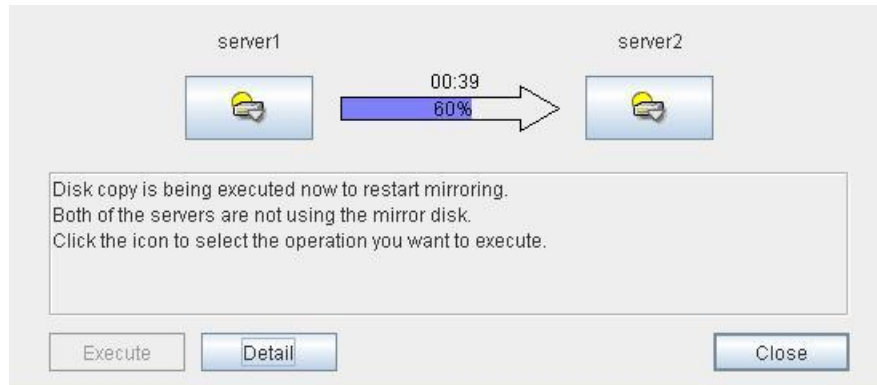 server1
server2
00:39
60%
Disk copy is being executed now to restart mirroring.
Both of the servers are not using the mirror disk.
Click the icon to select the operation you want to execute.
Execute
Detail
Close